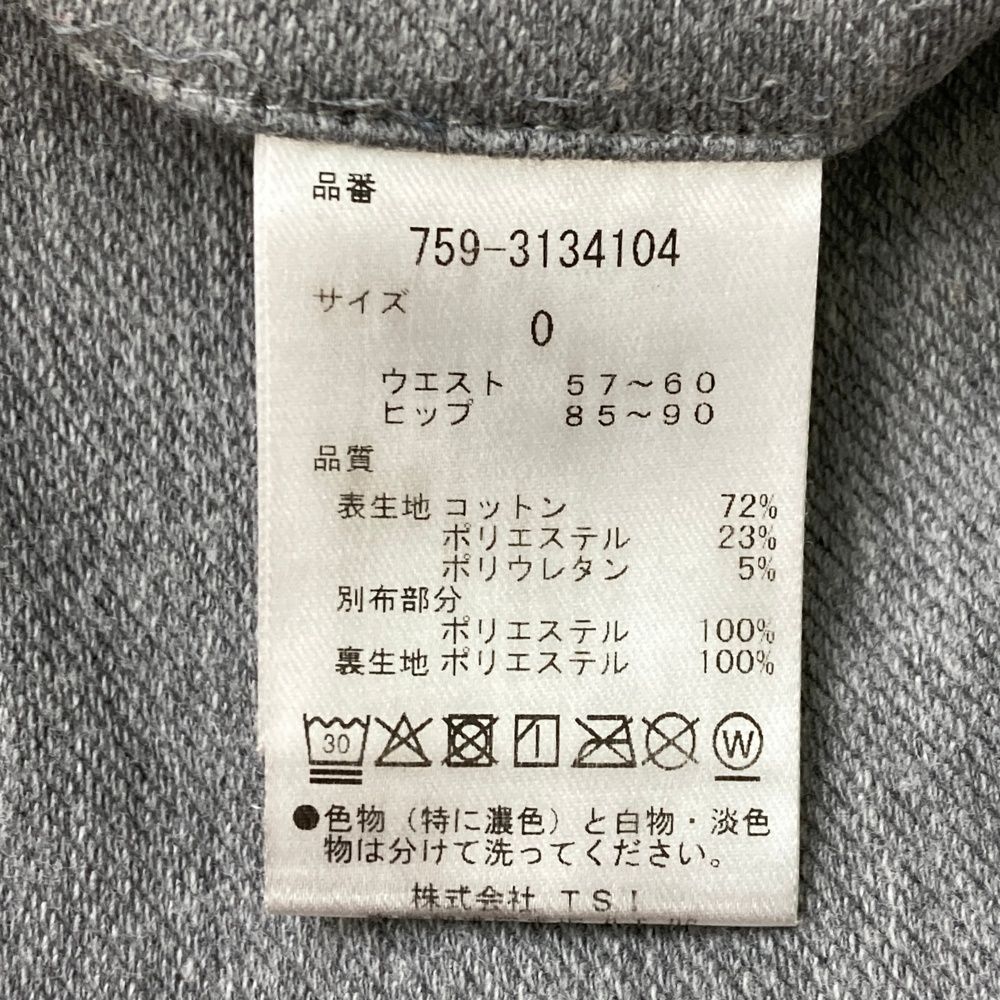 品番
759-3134104
サイズ
0
ウエスト 57～60
ヒップ 85～90
品質
表生地 コットン 72%
ポリエステル 23%
ポリウレタン 5%
別布部分
ポリエステル 100%
裏生地 ポリエステル 100%
30
W
●色物（特に濃色）と白物・淡色
物は分けて洗ってください。
株式会社 TSI